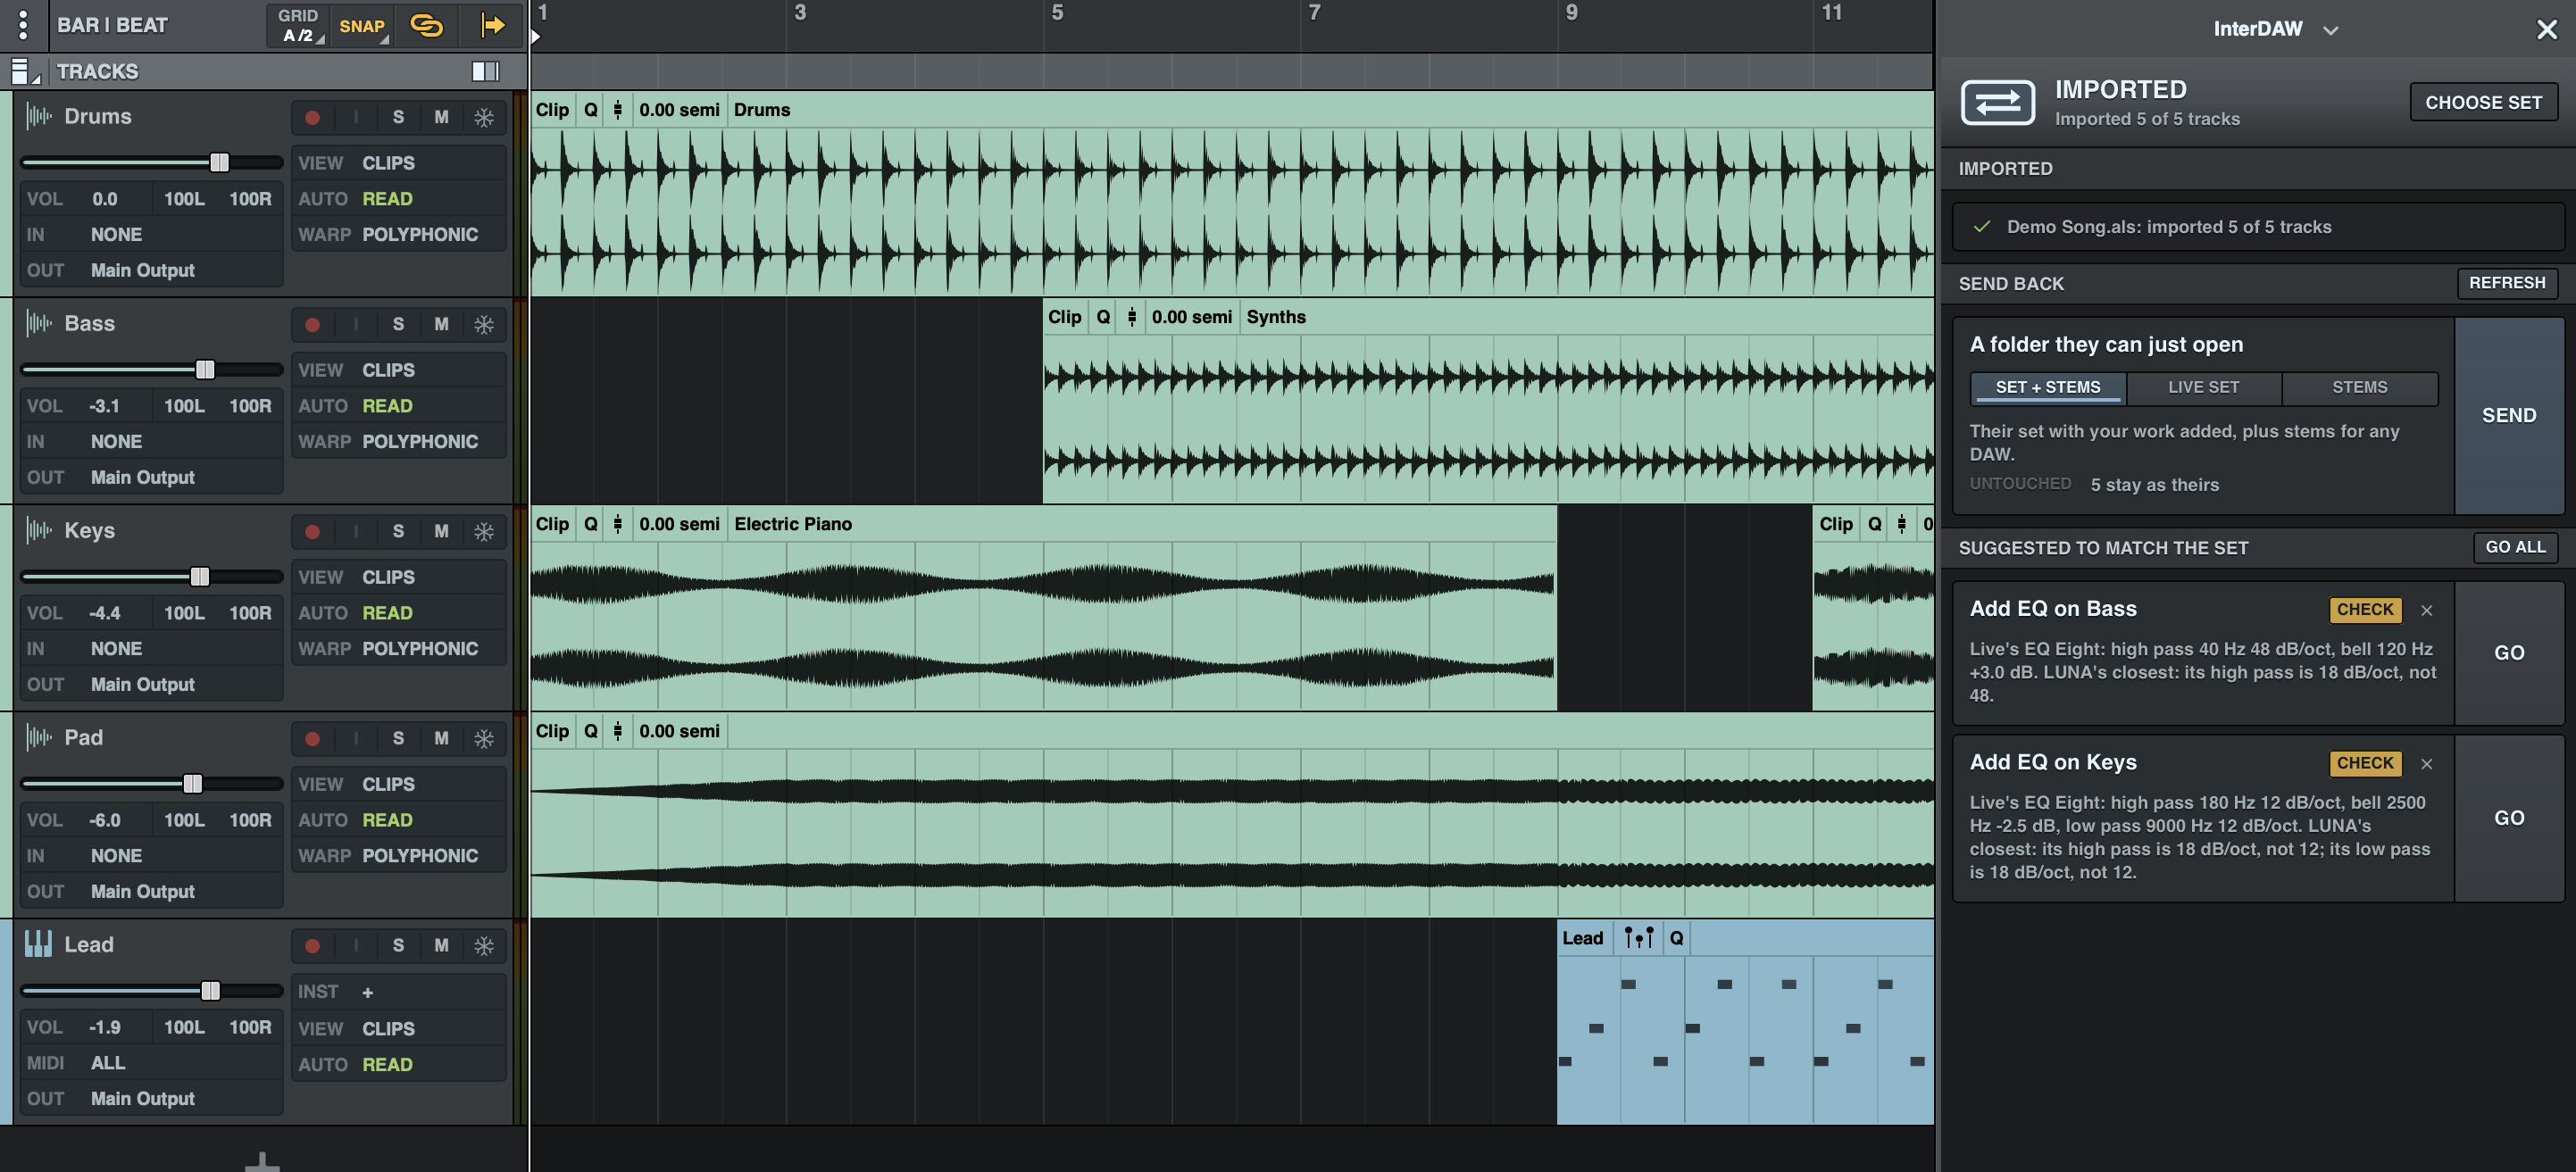 BAR | BEAT
GRID
A /2
SNAP
1
3
5
7
9
11
InterDAW
TRACKS
IMPORTED
Imported 5 of 5 tracks
CHOOSE SET
Drums
I S M
VIEW CLIPS
VOL 0.0 100L 100R
AUTO READ
IN NONE
WARP POLYPHONIC
OUT Main Output
Clip Q 0.00 semi Drums
Bass
I S M
VIEW CLIPS
VOL -3.1 100L 100R
AUTO READ
IN NONE
WARP POLYPHONIC
OUT Main Output
Clip Q 0.00 semi Synths
Keys
I S M
VIEW CLIPS
VOL -4.4 100L 100R
AUTO READ
IN NONE
WARP POLYPHONIC
OUT Main Output
Clip Q 0.00 semi Electric Piano
Clip Q 0
Pad
I S M
VIEW CLIPS
VOL -6.0 100L 100R
AUTO READ
IN NONE
WARP POLYPHONIC
OUT Main Output
Clip Q 0.00 semi
Lead
I S M
INST +
VIEW CLIPS
VOL -1.9 100L 100R
MIDI ALL
AUTO READ
OUT Main Output
Lead Q
IMPORTED
Demo Song.als: imported 5 of 5 tracks
SEND BACK
REFRESH
A folder they can just open
SET + STEMS
LIVE SET
STEMS
SEND
Their set with your work added, plus stems for any
DAW.
UNTOUCHED 5 stay as theirs
SUGGESTED TO MATCH THE SET
GO ALL
Add EQ on Bass
CHECK
Live's EQ Eight: high pass 40 Hz 48 dB/oct, bell 120 Hz
+3.0 dB. LUNA's closest: its high pass is 18 dB/oct, not
48.
GO
Add EQ on Keys
CHECK
Live's EQ Eight: high pass 180 Hz 12 dB/oct, bell 2500
Hz -2.5 dB, low pass 9000 Hz 12 dB/oct. LUNA's
closest: its high pass is 18 dB/oct, not 12; its low pass
is 18 dB/oct, not 12.
GO